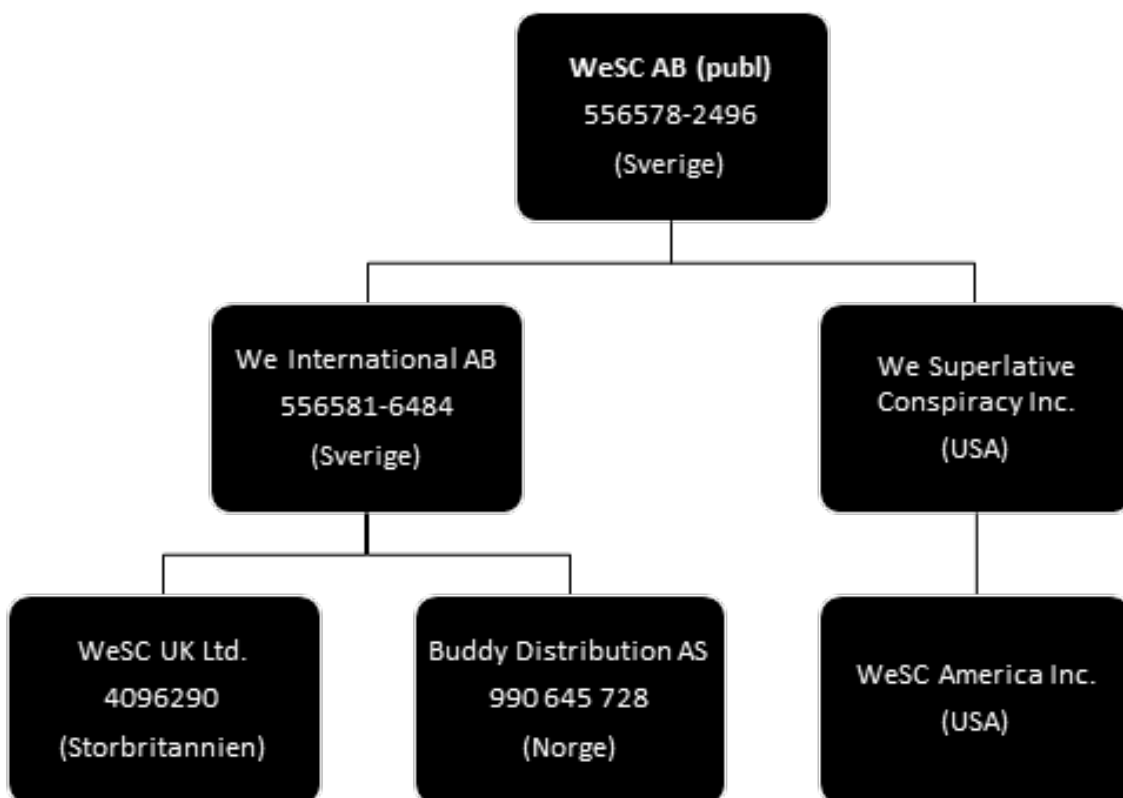 WeSC AB (publ)
556578-2496
(Sverige)
We International AB
556581-6484
(Sverige)
We Superlative
Conspiracy Inc.
(USA)
WeSC UK Ltd.
4096290
(Storbritannien)
Buddy Distribution AS
990 645 728
(Norge)
WeSC America Inc.
(USA)